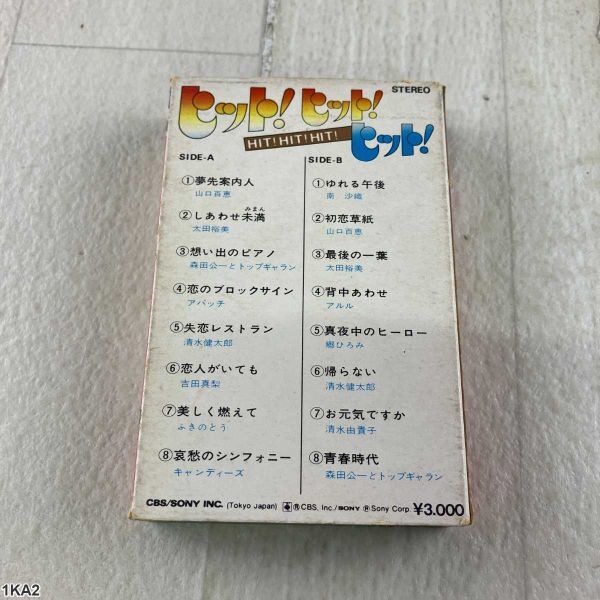 STEREO
ヒット!ヒット!
HIT!HIT!HIT!
ヒット!
SIDE-A
①夢先案内人
山口百恵
②しあわせ未満
みまん
太田裕美
③想い出のピアノ
森田公一とトップギャラン
④恋のブロックサイン
アパッチ
⑤失恋レストラン
清水健太郎
⑥恋人がいても
吉田真梨
⑦美しく燃えて
ふきのとう
⑧哀愁のシンフォニー
キャンディーズ
SIDE-B
①ゆれる午後
南 沙織
②初恋草紙
山口百恵
③最後の一葉
太田裕美
④背中あわせ
アルル
⑤真夜中のヒーロー
郷ひろみ
⑥帰らない
清水健太郎
⑦お元気ですか
清水由貴子
⑧青春時代
森田公一とトップギャラン
CBS/SONY INC. (Tokyo Japan) ℗CBS, Inc./SONY ℗Sony Corp. ¥3.000
1KA2